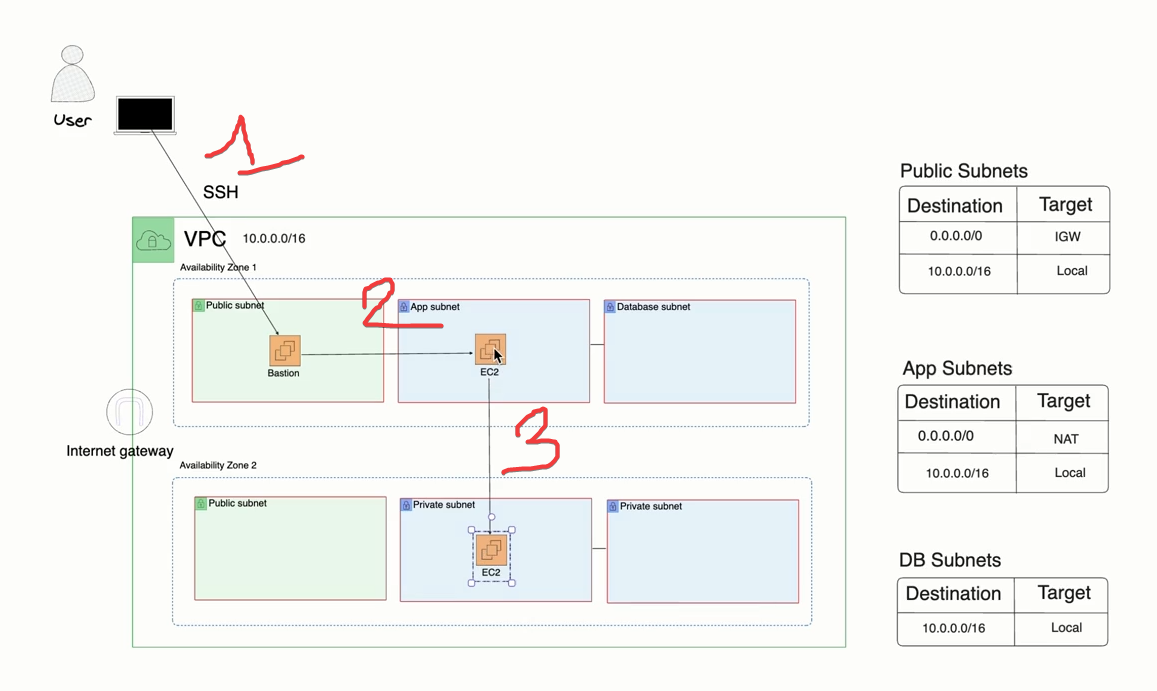 User
1
SSH
VPC 10.0.0.0/16
Availability Zone 1
Public subnet
2
App subnet
Database subnet
Bastion
EC2
Internet gateway
3
Availability Zone 2
Public subnet
Private subnet
Private subnet
EC2
Public Subnets
Destination Target
0.0.0.0/0 IGW
10.0.0.0/16 Local
App Subnets
Destination Target
0.0.0.0/0 NAT
10.0.0.0/16 Local
DB Subnets
Destination Target
10.0.0.0/16 Local